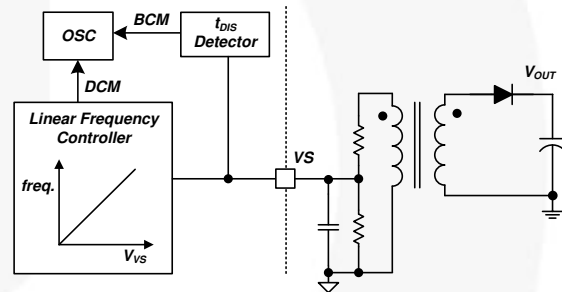 OSC
BCM
tDIS
Detector
DCM
Linear Frequency
Controller
freq.
VVS
VS
VOUT